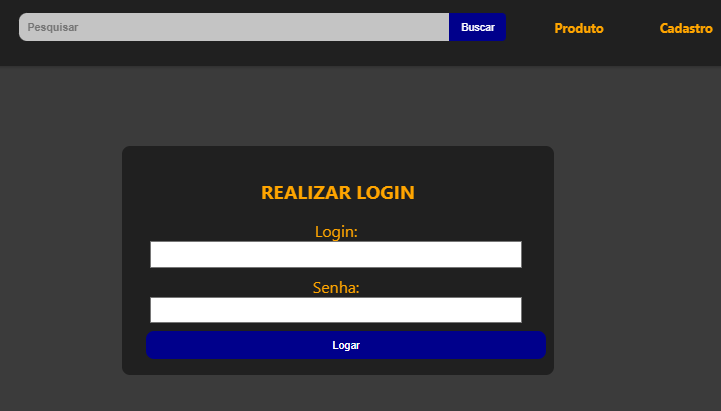 Pesquisar Buscar Produto Cadastro
REALIZAR LOGIN
Login:
Senha:
Logar